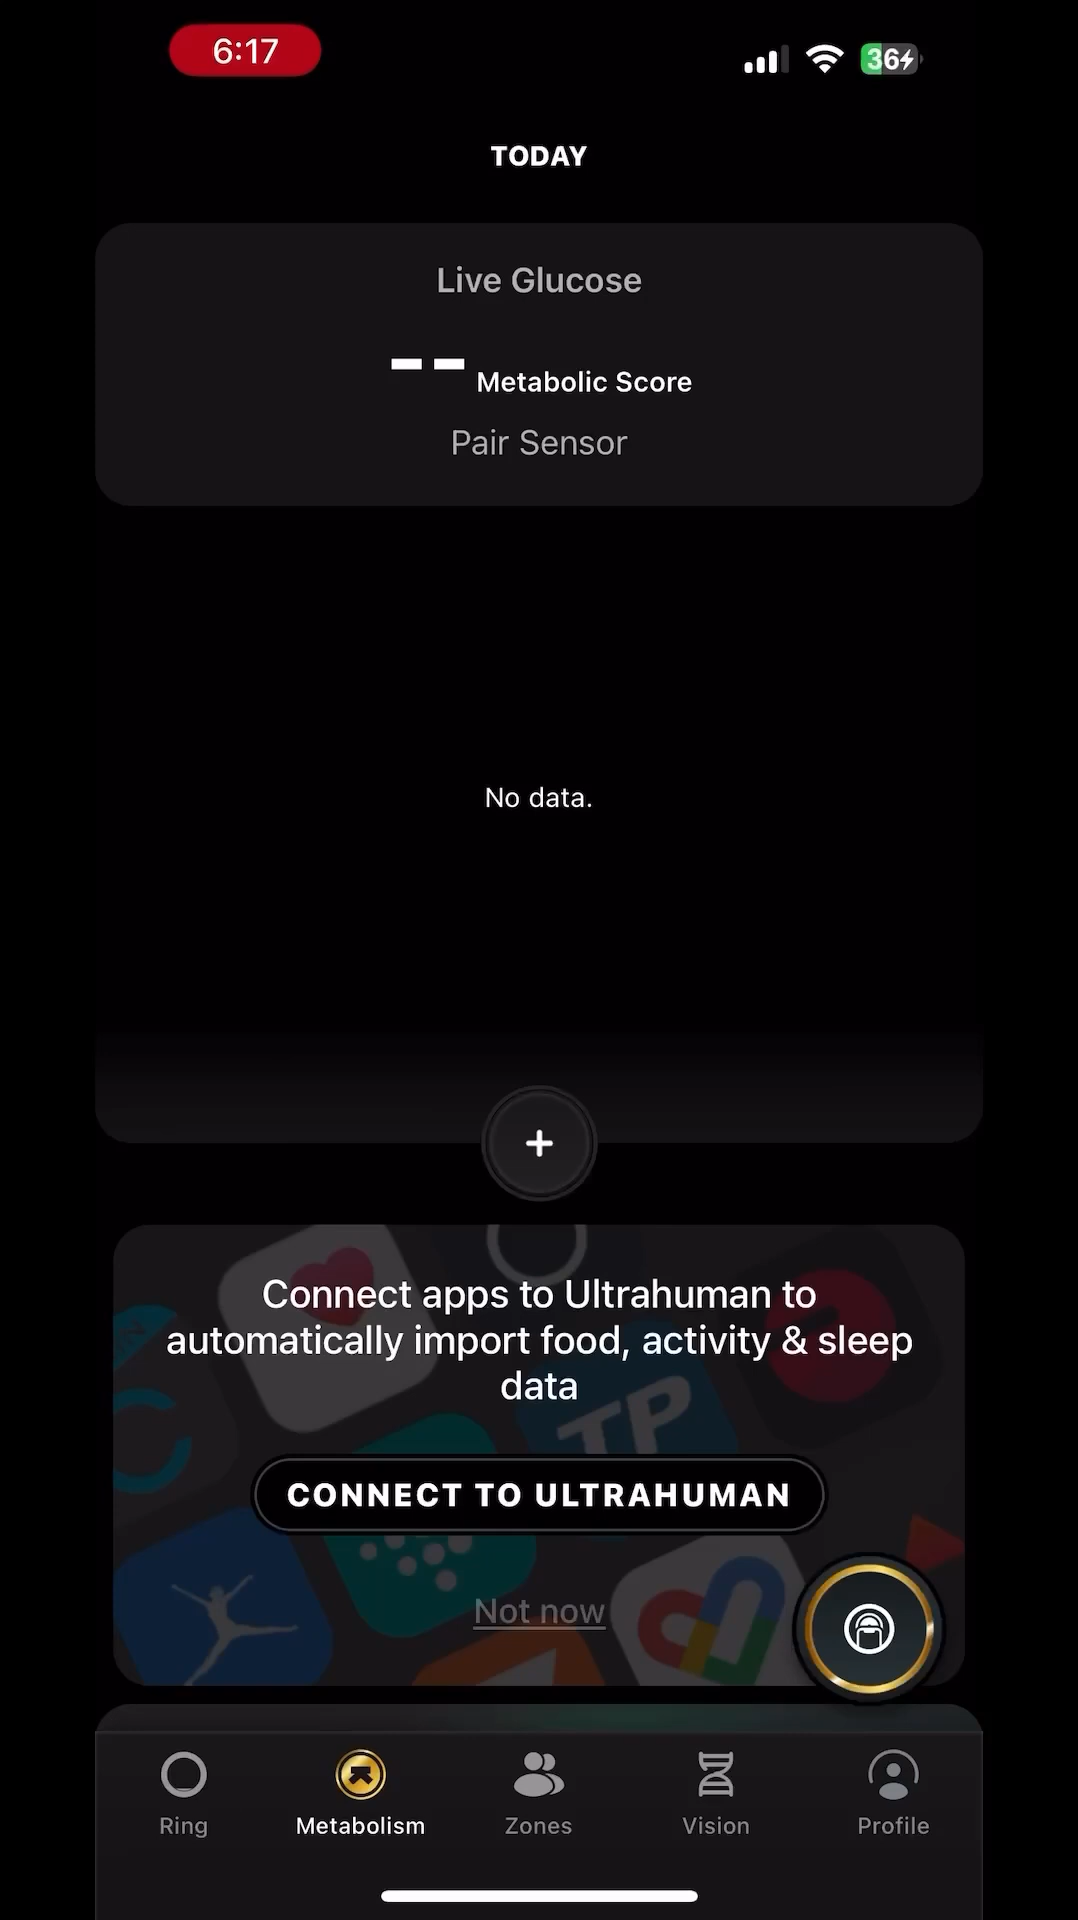 6:17
36
TODAY
Live Glucose
-- Metabolic Score
Pair Sensor
No data.
+
Connect apps to Ultrahuman to
automatically import food, activity & sleep
data
TP
CONNECT TO ULTRAHUMAN
Not now
Ring
Metabolism
Zones
Vision
Profile